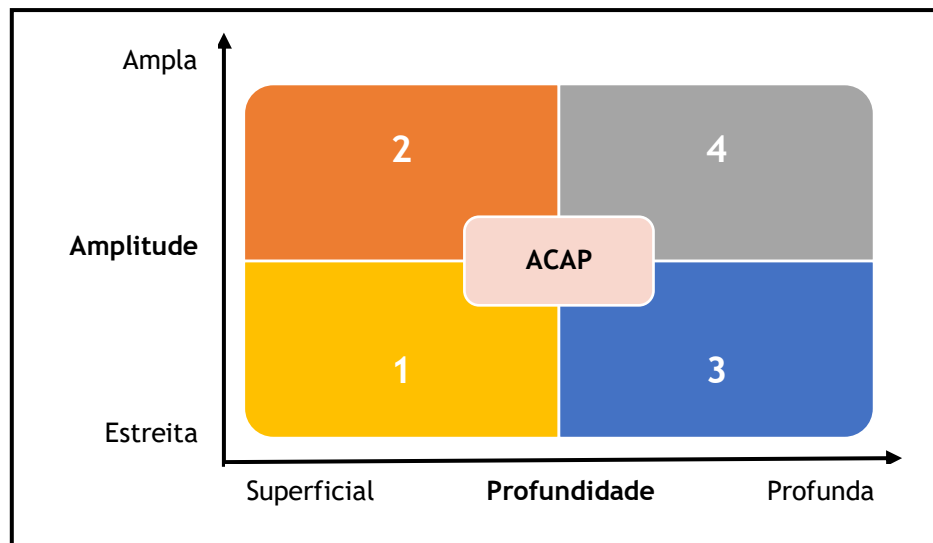 Ampla
2
4
Amplitude
ACAP
1
3
Estreita
Superficial
Profundidade
Profunda